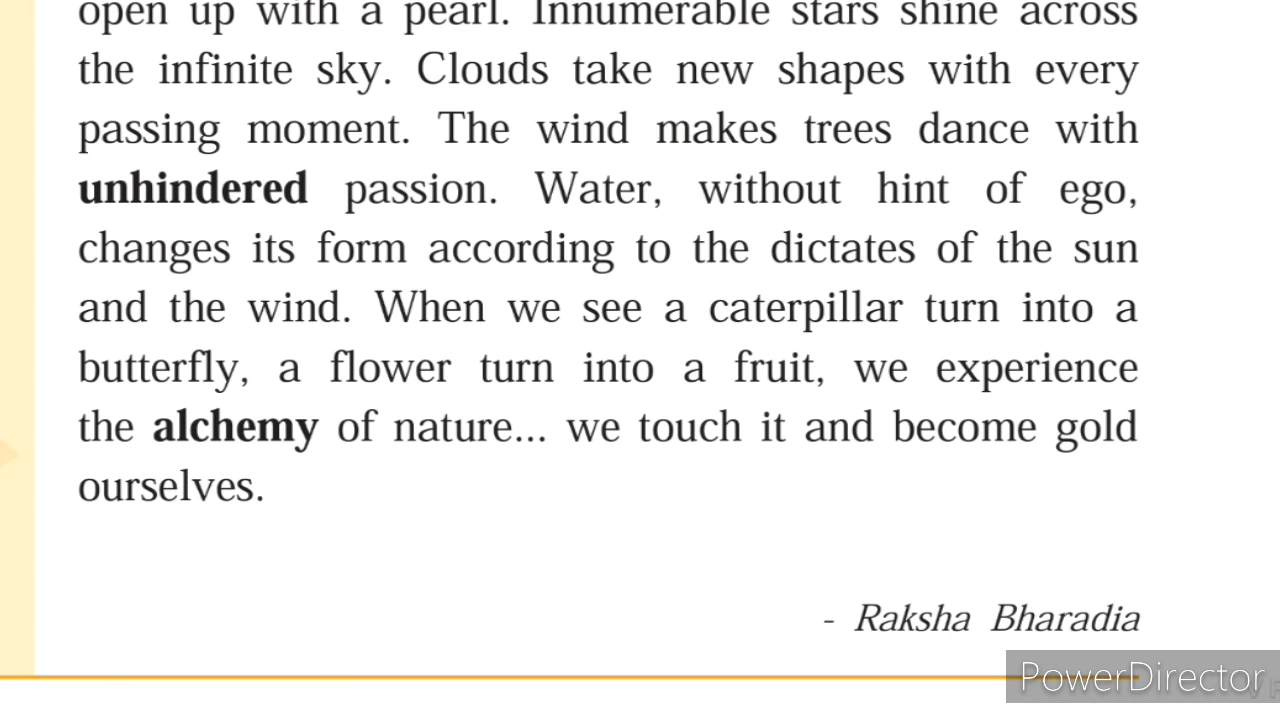 open up with a pearl. Innumerable stars shine across
the infinite sky. Clouds take new shapes with every
passing moment. The wind makes trees dance with
unhindered passion. Water, without hint of ego,
changes its form according to the dictates of the sun
and the wind. When we see a caterpillar turn into a
butterfly, a flower turn into a fruit, we experience
the alchemy of nature... we touch it and become gold
ourselves.
- Raksha Bharadia
PowerDirector